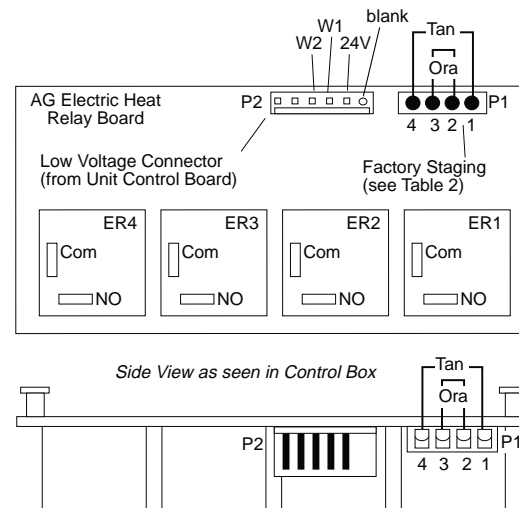 blank
W1
Tan
W2
24V
Ora
AG Electric Heat
Relay Board
P2
P1
4 3 2 1
Low Voltage Connector
(from Unit Control Board)
Factory Staging
(see Table 2)
ER4
ER3
ER2
ER1
Com
Com
Com
Com
NO
NO
NO
NO
Side View as seen in Control Box
Tan
Ora
P2
P1
4 3 2 1